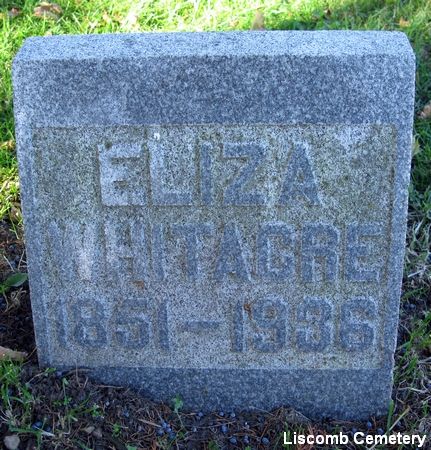 ELIZA
WHITACRE
1851-1936
Liscomb Cemetery